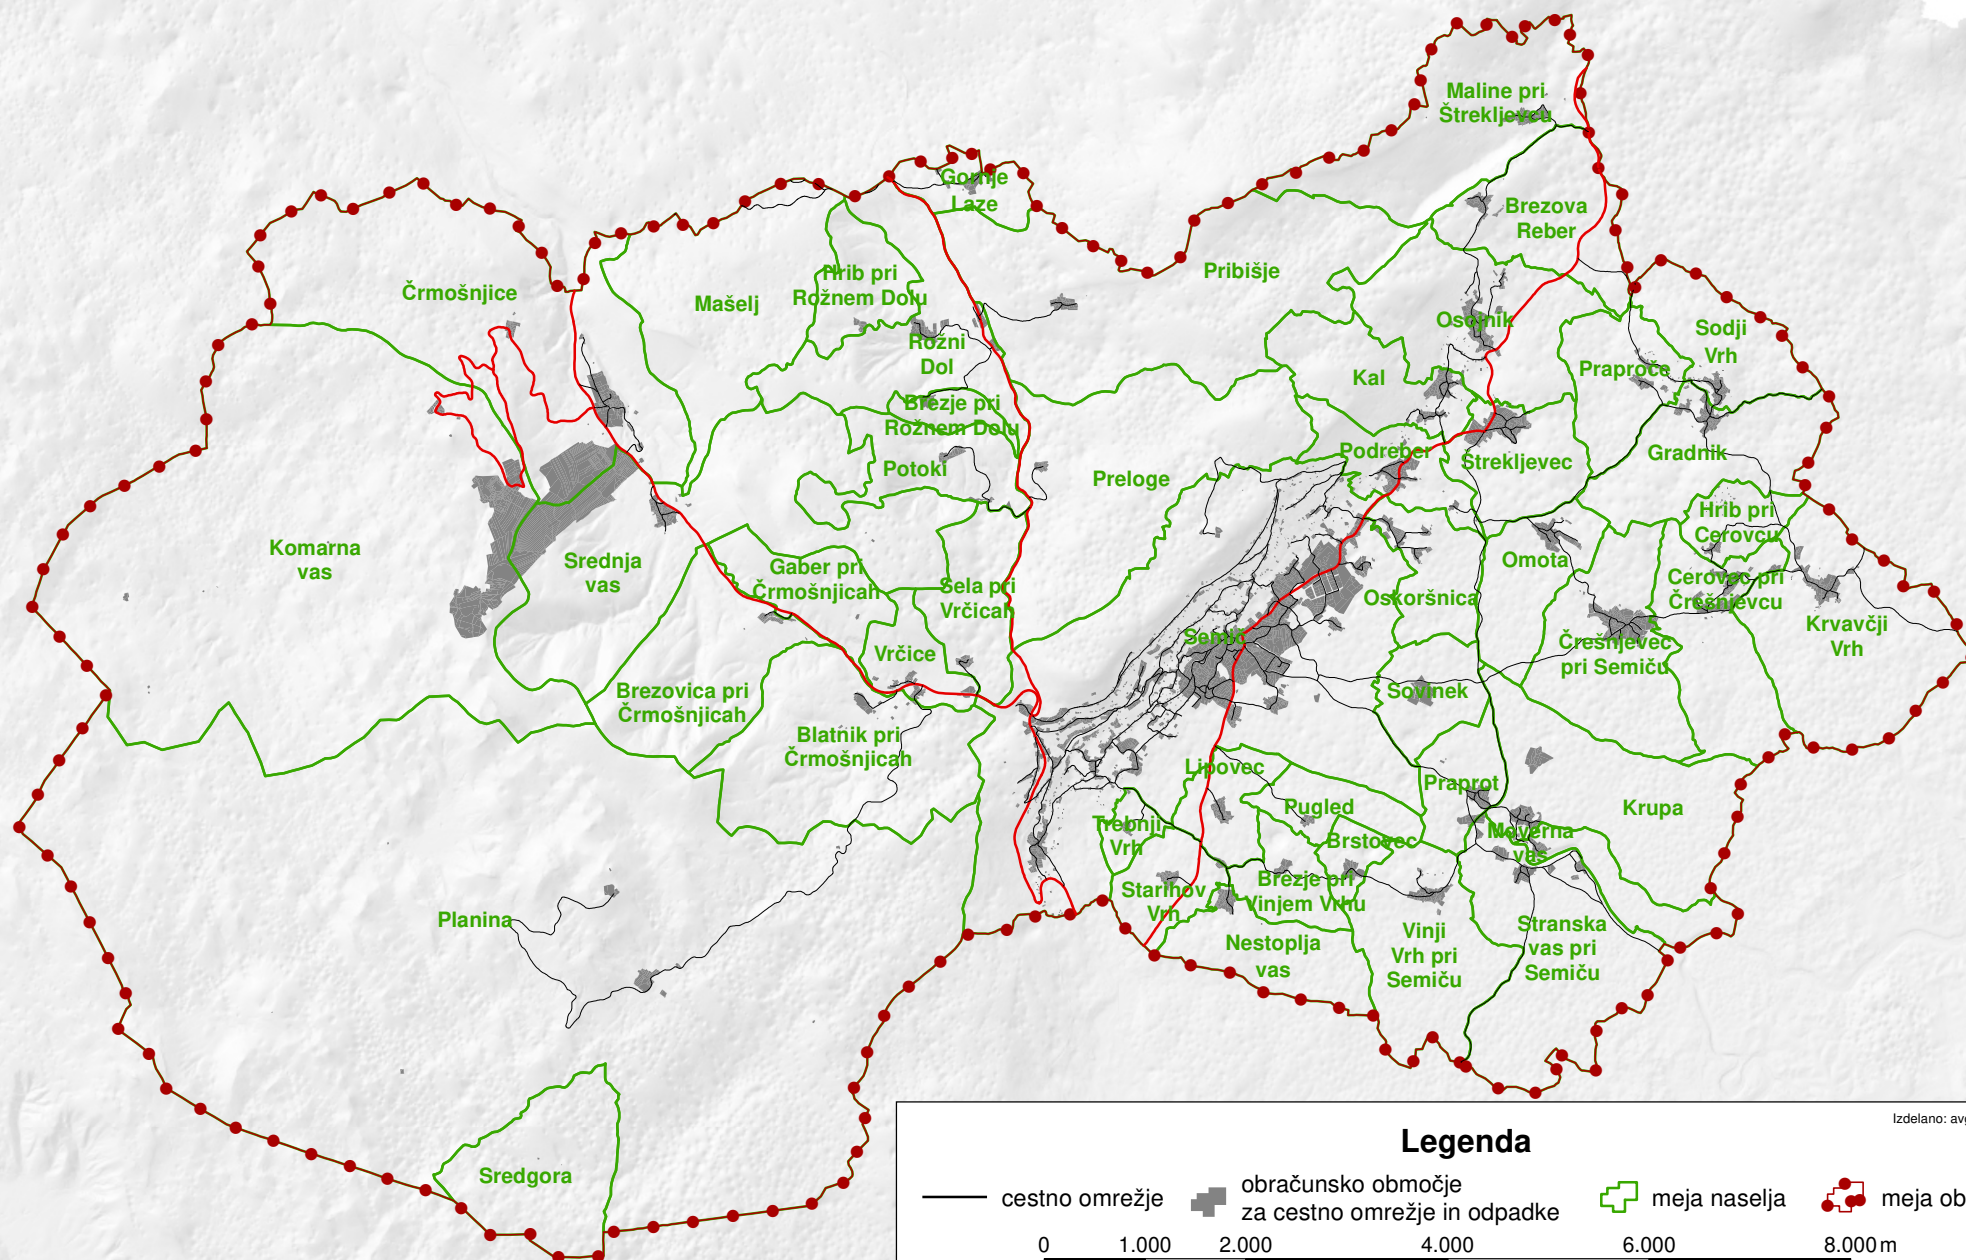 Maline pri
Štrekljevcu
Gornje
Laze
Brezova
Reber
Pribišje
Črmošnjice
Mašelj
Hrib pri
Rožnem Dolu
Osojnik
Sodji
Vrh
Rožni
Dol
Praproče
Kal
Brezje pri
Rožnem Dolu
Podreber
Štrekljevec
Gradnik
Potoki
Preloge
Hrib pri
Cerovcu
Komarna
vas
Srednja
vas
Gaber pri
Črmošnjicah
Sela pri
Vrčicah
Omota
Oskoršnica
Cerovec pri
Črešnjevcu
Semič
Črešnjevec
pri Semiču
Krvavčji
Vrh
Vrčice
Brezovica pri
Črmošnjicah
Sovinek
Blatnik pri
Črmošnjicah
Lipovec
Praprot
Pugled
Krupa
Trebnji
Vrh
Brstovec
Moverna
vas
Starihov
Vrh
Brezje pri
Vinjem Vrhu
Planina
Nestoplja
vas
Vinji
Vrh pri
Semiču
Stranska
vas pri
Semiču
Sredgora
Izdelano: avg
Legenda
cestno omrežje
obračunsko območje
za cestno omrežje in odpadke
meja naselja
meja ob
0 1.000 2.000 4.000 6.000 8.000 m